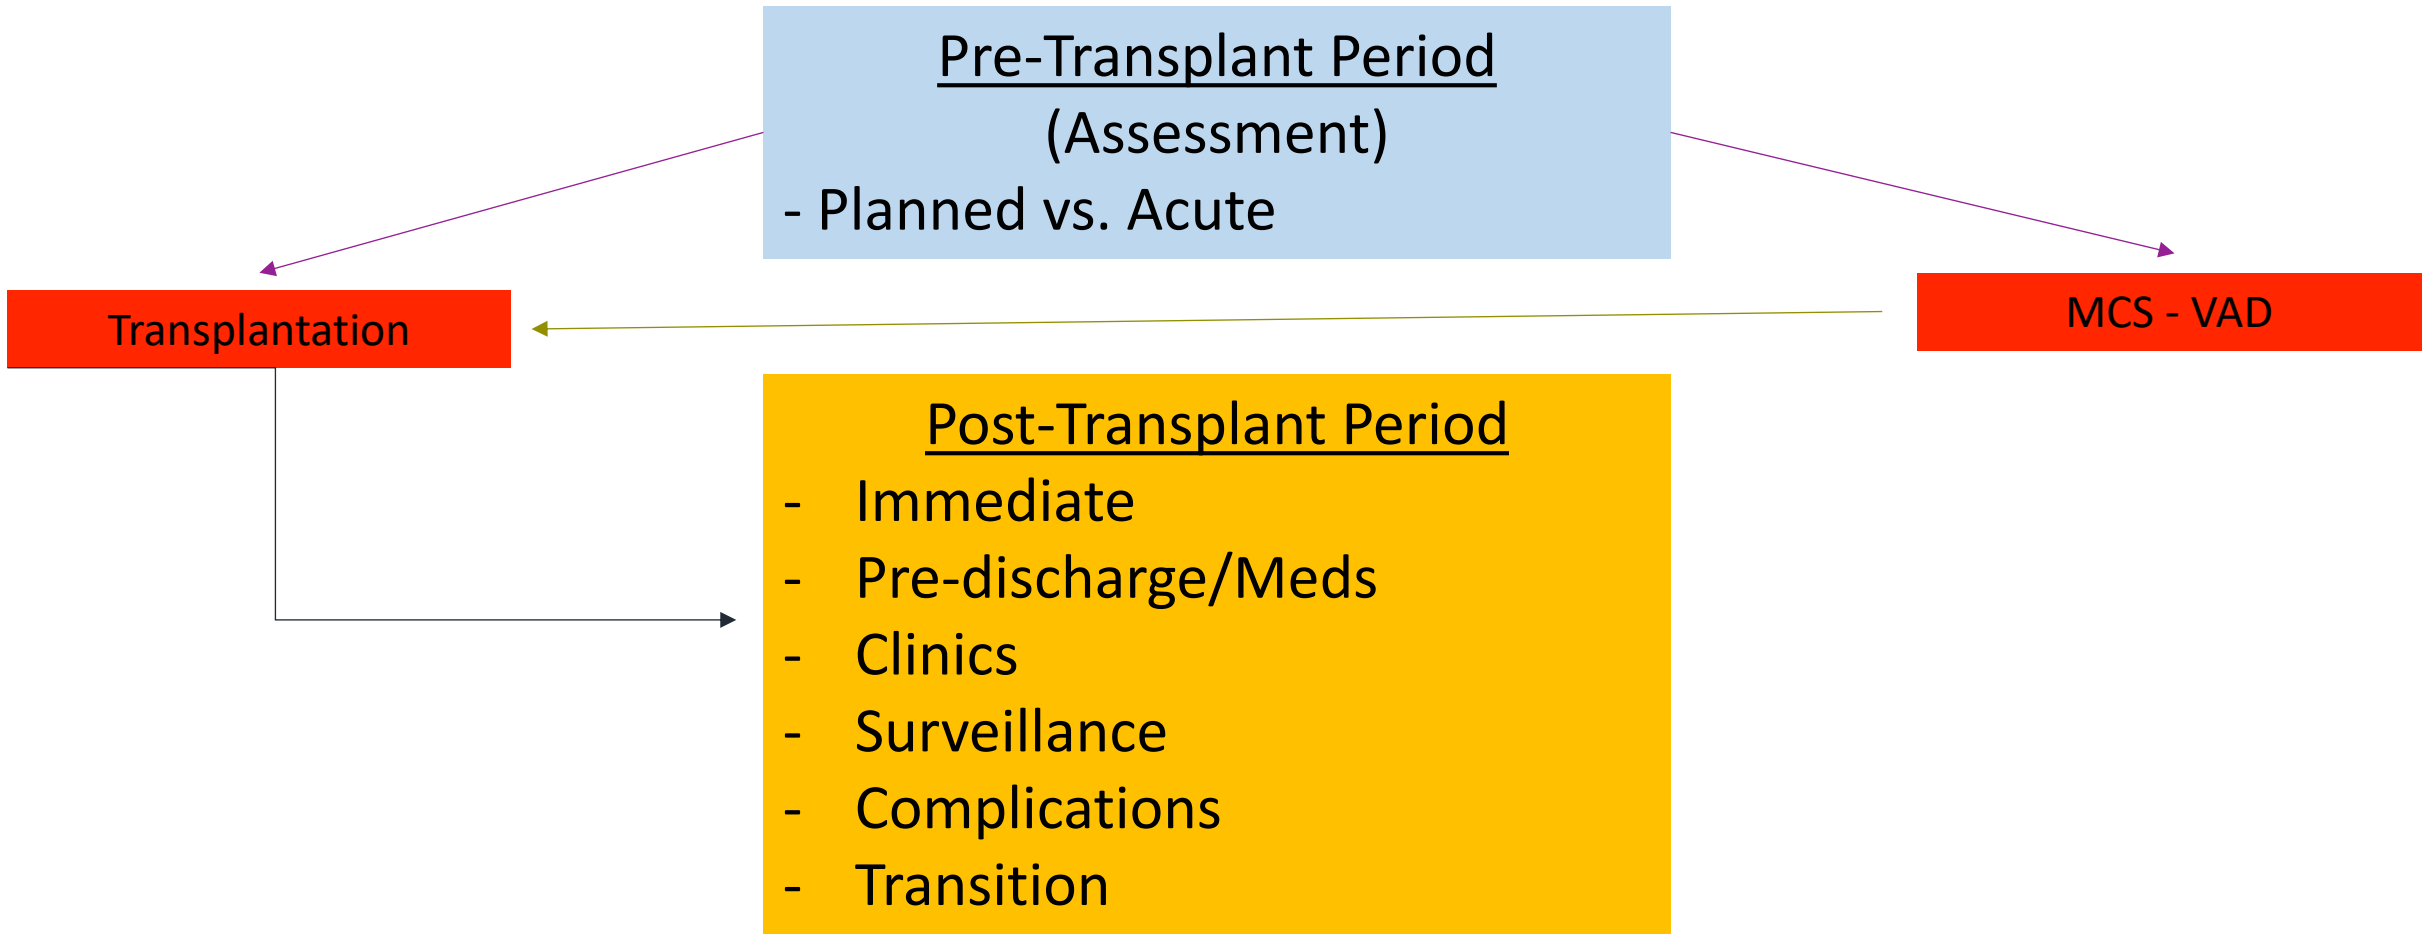 Pre-Transplant Period
(Assessment)
- Planned vs. Acute
Transplantation
MCS - VAD
Post-Transplant Period
- Immediate
- Pre-discharge/Meds
- Clinics
- Surveillance
- Complications
- Transition